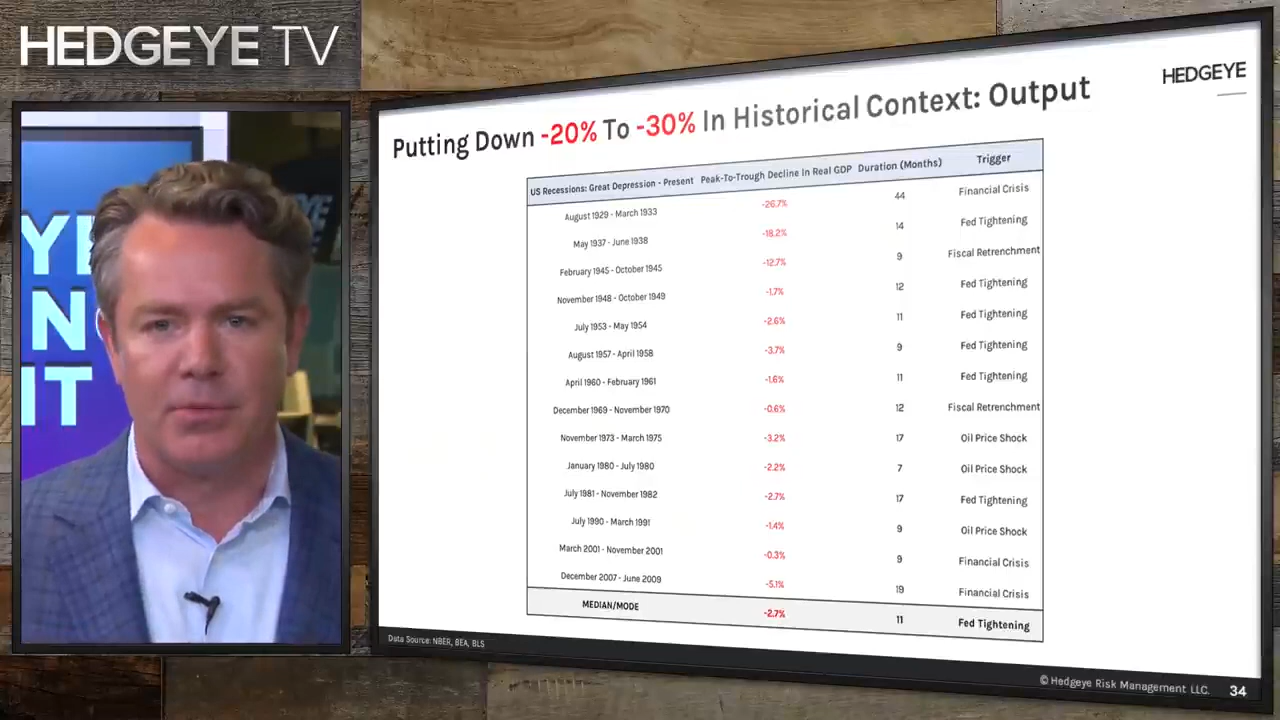 HEDGEYE TV
HEDGEYE
Putting Down -20% To -30% In Historical Context: Output
US Recessions: Great Depression - Present Peak-To-Trough Decline In Real GDP Duration (Months) Trigger
August 1929 - March 1933 -26.7% 44 Financial Crisis
May 1937 - June 1938 -18.2% 14 Fed Tightening
February 1945 - October 1945 -12.7% 9 Fiscal Retrenchment
November 1948 - October 1949 -1.7% 12 Fed Tightening
July 1953 - May 1954 -2.6% 11 Fed Tightening
August 1957 - April 1958 -3.7% 9 Fed Tightening
April 1960 - February 1961 -1.6% 11 Fed Tightening
December 1969 - November 1970 -0.6% 12 Fiscal Retrenchment
November 1973 - March 1975 -3.2% 17 Oil Price Shock
January 1980 - July 1980 -2.2% 7 Oil Price Shock
July 1981 - November 1982 -2.7% 17 Fed Tightening
July 1990 - March 1991 -1.4% 9 Oil Price Shock
March 2001 - November 2001 -0.3% 9 Financial Crisis
December 2007 - June 2009 -5.1% 19 Financial Crisis
MEDIAN/MODE -2.7% 11 Fed Tightening
Data Source: NBER, BEA, BLS
© Hedgeye Risk Management LLC. 34